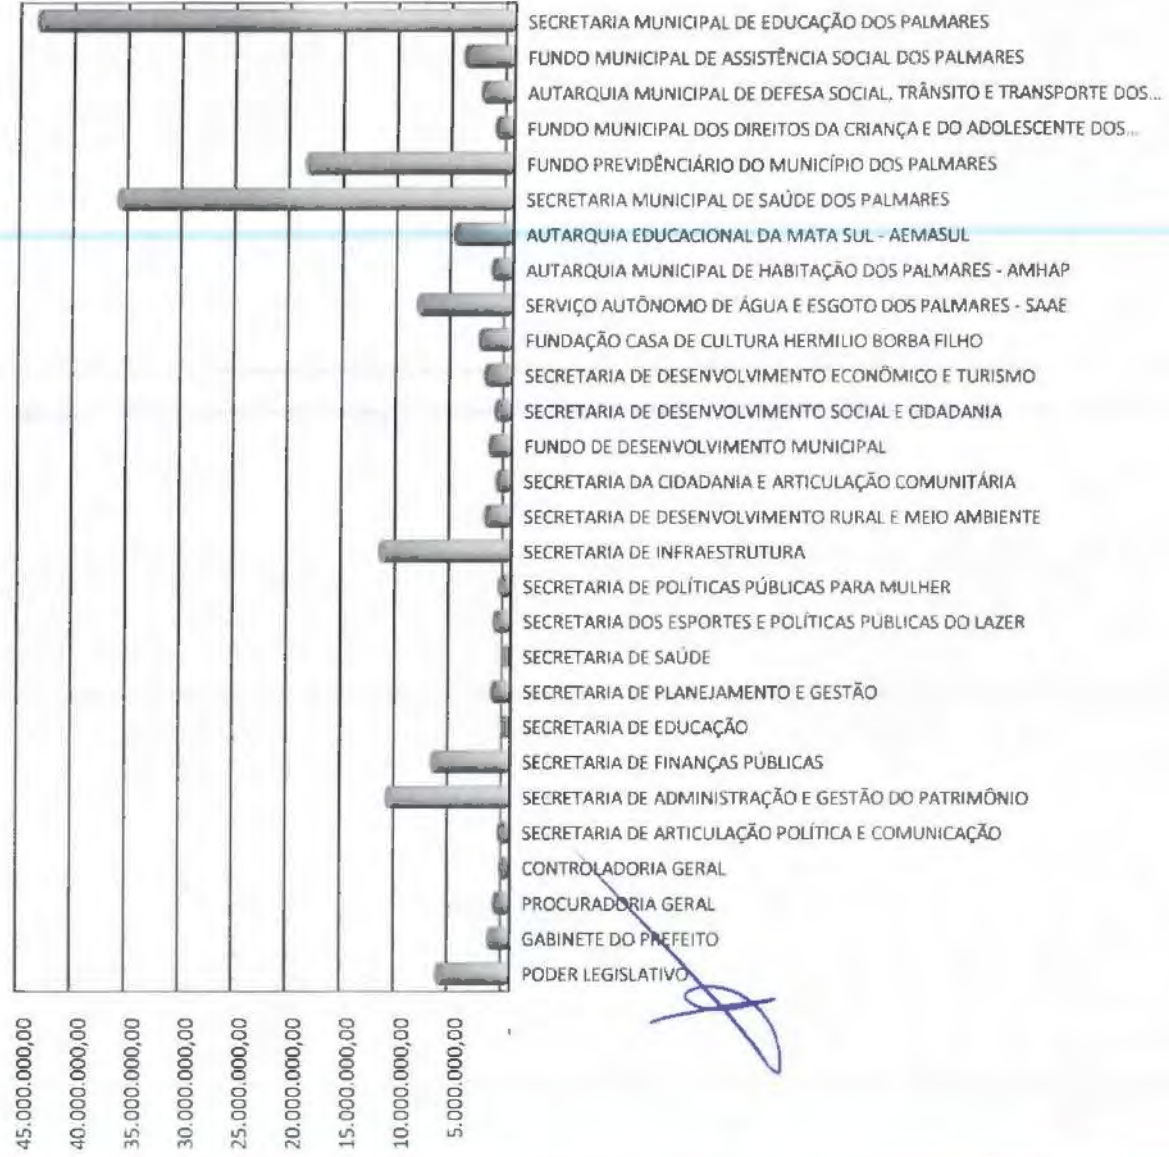 SECRETARIA MUNICIPAL DE EDUCAÇÃO DOS PALMARES
FUNDO MUNICIPAL DE ASSISTÊNCIA SOCIAL DOS PALMARES
AUTARQUIA MUNICIPAL DE DEFESA SOCIAL, TRÂNSITO E TRANSPORTE DOS...
FUNDO MUNICIPAL DOS DIREITOS DA CRIANÇA E DO ADOLESCENTE DOS...
FUNDO PREVIDÊNCIÁRIO DO MUNICÍPIO DOS PALMARES
SECRETARIA MUNICIPAL DE SAÚDE DOS PALMARES
AUTARQUIA EDUCACIONAL DA MATA SUL - AEMASUL
AUTARQUIA MUNICIPAL DE HABITAÇÃO DOS PALMARES - AMHAP
SERVIÇO AUTÔNOMO DE ÁGUA E ESGOTO DOS PALMARES - SAAE
FUNDAÇÃO CASA DE CULTURA HERMILIO BORBA FILHO
SECRETARIA DE DESENVOLVIMENTO ECONÔMICO E TURISMO
SECRETARIA DE DESENVOLVIMENTO SOCIAL E CIDADANIA
FUNDO DE DESENVOLVIMENTO MUNICIPAL
SECRETARIA DA CIDADANIA E ARTICULAÇÃO COMUNITÁRIA
SECRETARIA DE DESENVOLVIMENTO RURAL E MEIO AMBIENTE
SECRETARIA DE INFRAESTRUTURA
SECRETARIA DE POLÍTICAS PÚBLICAS PARA MULHER
SECRETARIA DOS ESPORTES E POLÍTICAS PÚBLICAS DO LAZER
SECRETARIA DE SAÚDE
SECRETARIA DE PLANEJAMENTO E GESTÃO
SECRETARIA DE EDUCAÇÃO
SECRETARIA DE FINANÇAS PÚBLICAS
SECRETARIA DE ADMINISTRAÇÃO E GESTÃO DO PATRIMÔNIO
SECRETARIA DE ARTICULAÇÃO POLÍTICA E COMUNICAÇÃO
CONTROLADORIA GERAL
PROCURADORIA GERAL
GABINETE DO PREFEITO
PODER LEGISLATIVO
45.000.000,00
40.000.000,00
35.000.000,00
30.000.000,00
25.000.000,00
20.000.000,00
15.000.000,00
10.000.000,00
5.000.000,00
-